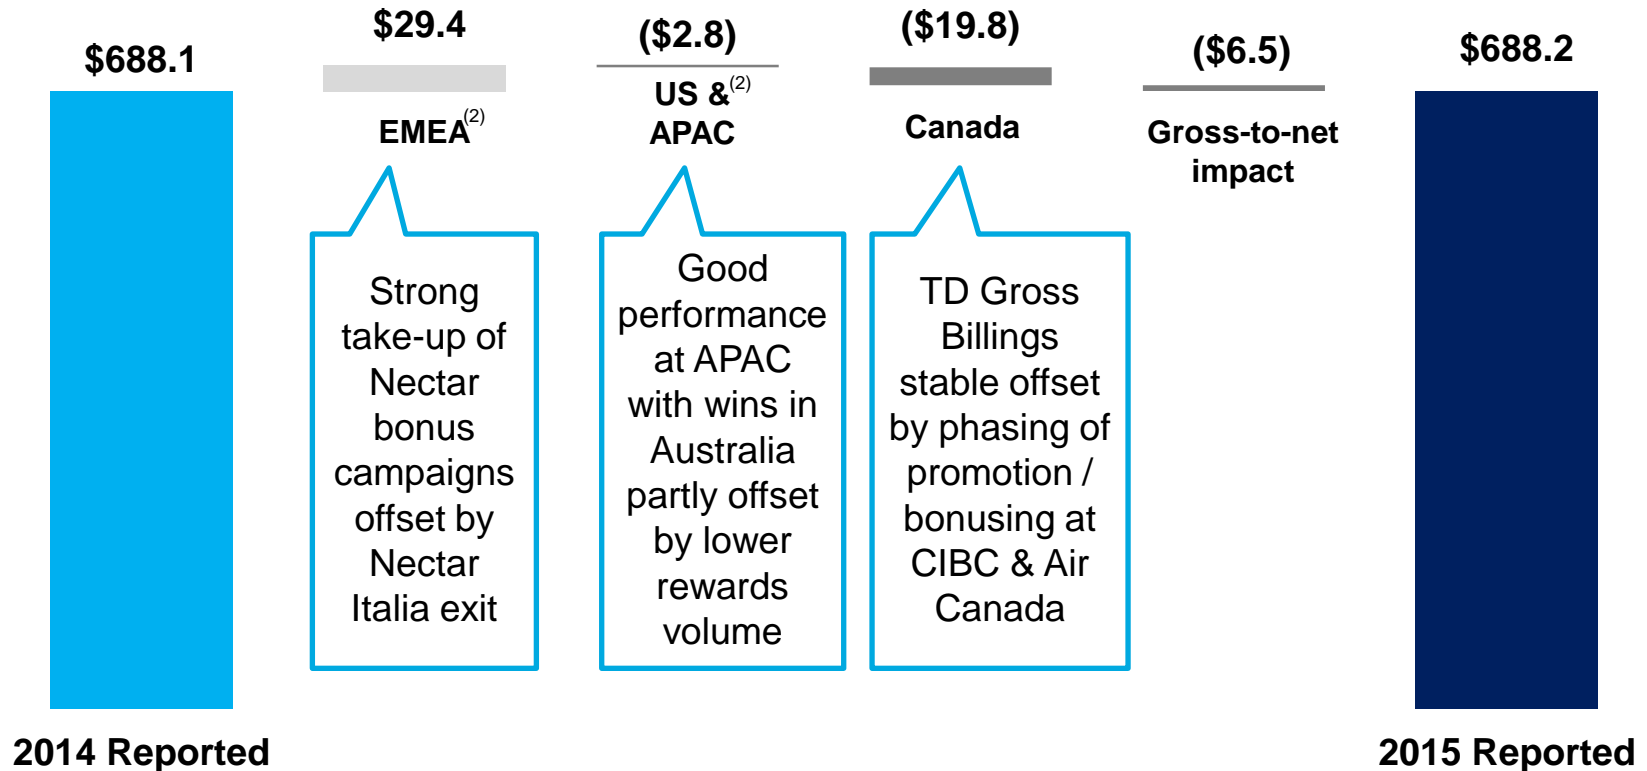 $688.1
$29.4
($2.8)
($19.8)
($6.5)
$688.2
EMEA(2)
US &(2)
APAC
Canada
Gross-to-net
impact
Strong
take-up of
Nectar
bonus
campaigns
offset by
Nectar
Italia exit
Good
performance
at APAC
with wins in
Australia
partly offset
by lower
rewards
volume
TD Gross
Billings
stable offset
by phasing of
promotion /
bonusing at
CIBC & Air
Canada
2014 Reported
2015 Reported